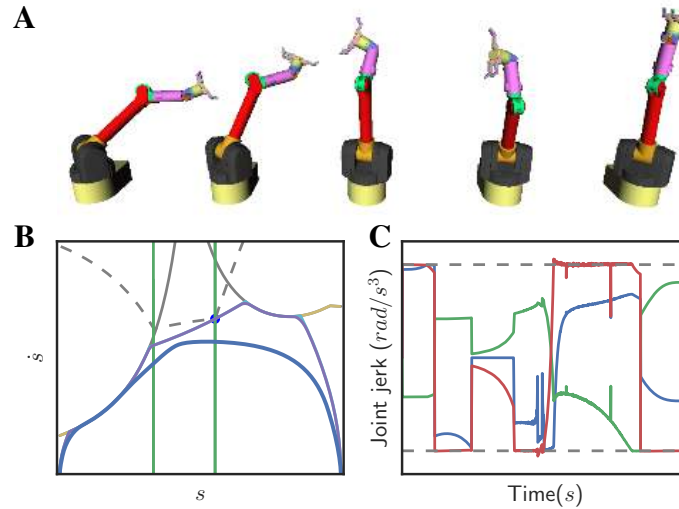 A
B
C
ṡ
s
Joint jerk (rad/s³)
Time(s)